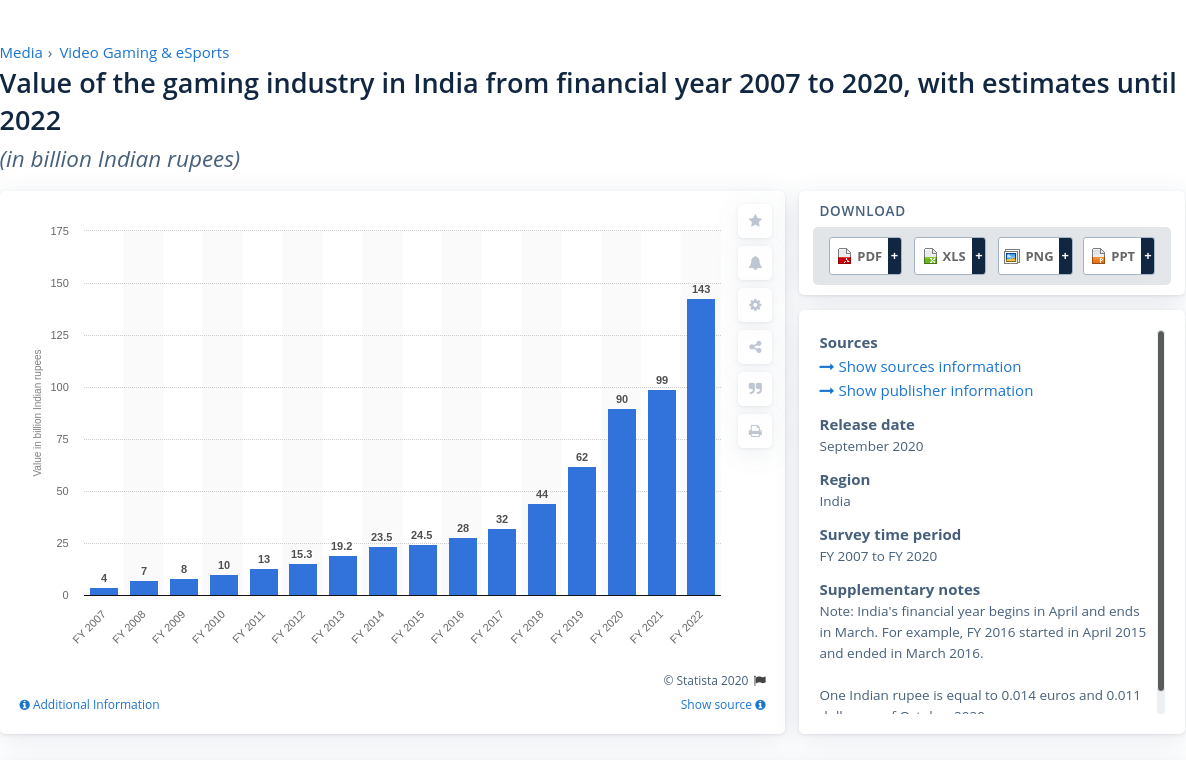 Media › Video Gaming & eSports
Value of the gaming industry in India from financial year 2007 to 2020, with estimates until
2022
(in billion Indian rupees)
Value in billion Indian rupees
175
150
125
100
75
50
25
0
4
7
8
10
13
15.3
19.2
23.5
24.5
28
32
44
62
90
99
143
FY 2007
FY 2008
FY 2009
FY 2010
FY 2011
FY 2012
FY 2013
FY 2014
FY 2015
FY 2016
FY 2017
FY 2018
FY 2019
FY 2020
FY 2021
FY 2022
© Statista 2020
Additional Information
Show source
DOWNLOAD
PDF +
XLS +
PNG +
PPT +
Sources
Show sources information
Show publisher information
Release date
September 2020
Region
India
Survey time period
FY 2007 to FY 2020
Supplementary notes
Note: India's financial year begins in April and ends
in March. For example, FY 2016 started in April 2015
and ended in March 2016.
One Indian rupee is equal to 0.014 euros and 0.011